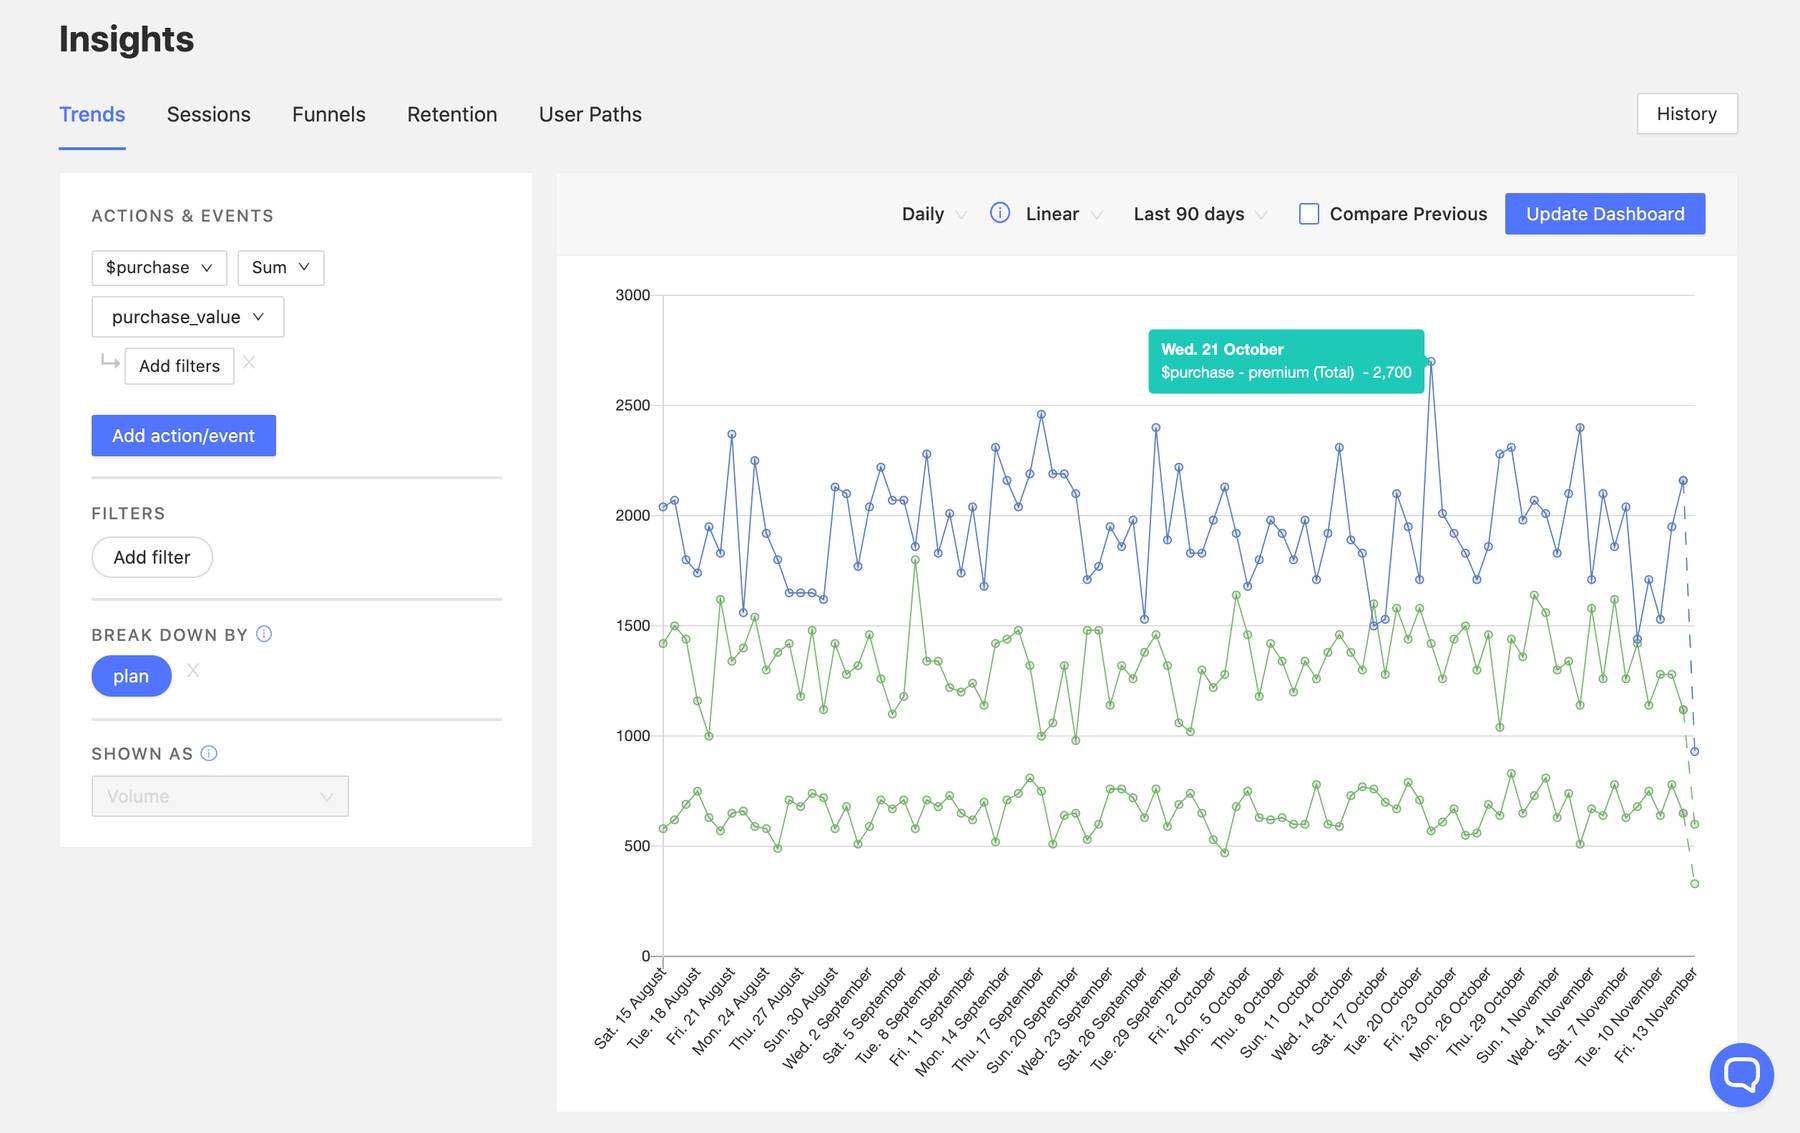 Insights
Trends
Sessions
Funnels
Retention
User Paths
History
ACTIONS & EVENTS
$purchase
Sum
purchase_value
Add filters
Add action/event
FILTERS
Add filter
BREAK DOWN BY
plan
SHOWN AS
Volume
Daily
Linear
Last 90 days
Compare Previous
Update Dashboard
3000
2500
2000
1500
1000
500
0
Wed. 21 October
$purchase - premium (Total) - 2,700
Sat. 15 August
Tue. 18 August
Fri. 21 August
Mon. 24 August
Thu. 27 August
Sun. 30 August
Wed. 2 September
Sat. 5 September
Tue. 8 September
Fri. 11 September
Mon. 14 September
Thu. 17 September
Sun. 20 September
Wed. 23 September
Sat. 26 September
Tue. 29 September
Fri. 2 October
Mon. 5 October
Thu. 8 October
Sun. 11 October
Wed. 14 October
Sat. 17 October
Tue. 20 October
Fri. 23 October
Mon. 26 October
Thu. 29 October
Sun. 1 November
Wed. 4 November
Sat. 7 November
Tue. 10 November
Fri. 13 November